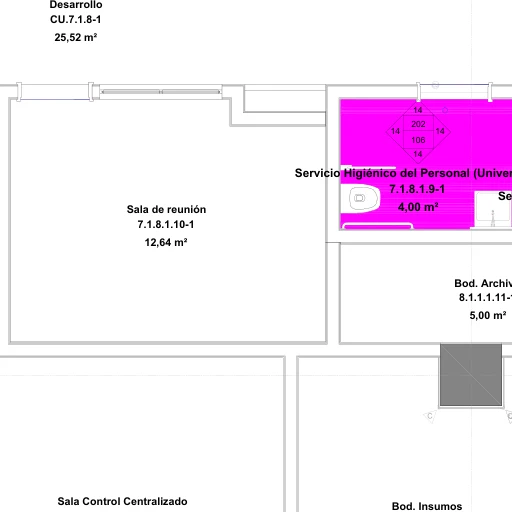 Desarrollo
CU.7.1.8-1
25,52 m²
14
202
14
14
106
14
Servicio Higiénico del Personal (Univer
7.1.8.1.9-1
4,00 m²
Se
Sala de reunión
7.1.8.1.10-1
12,64 m²
Bod. Archiv
8.1.1.1.11-
5,00 m²
Sala Control Centralizado
Bod. Insumos